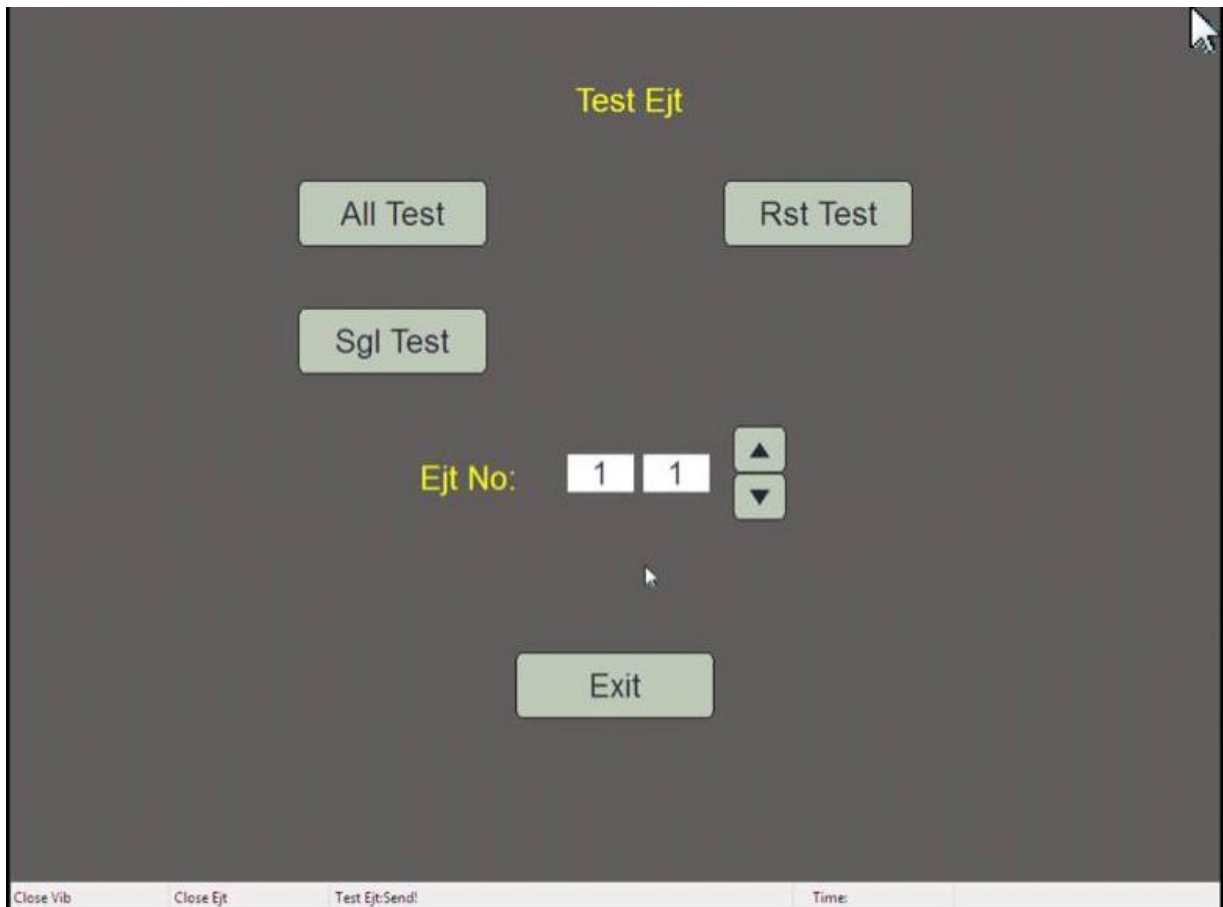 Test Ejt
All Test Rst Test
Sgl Test
Ejt No: 1 1
Exit
Close Vib Close Ejt Test Ejt:Send! Time: